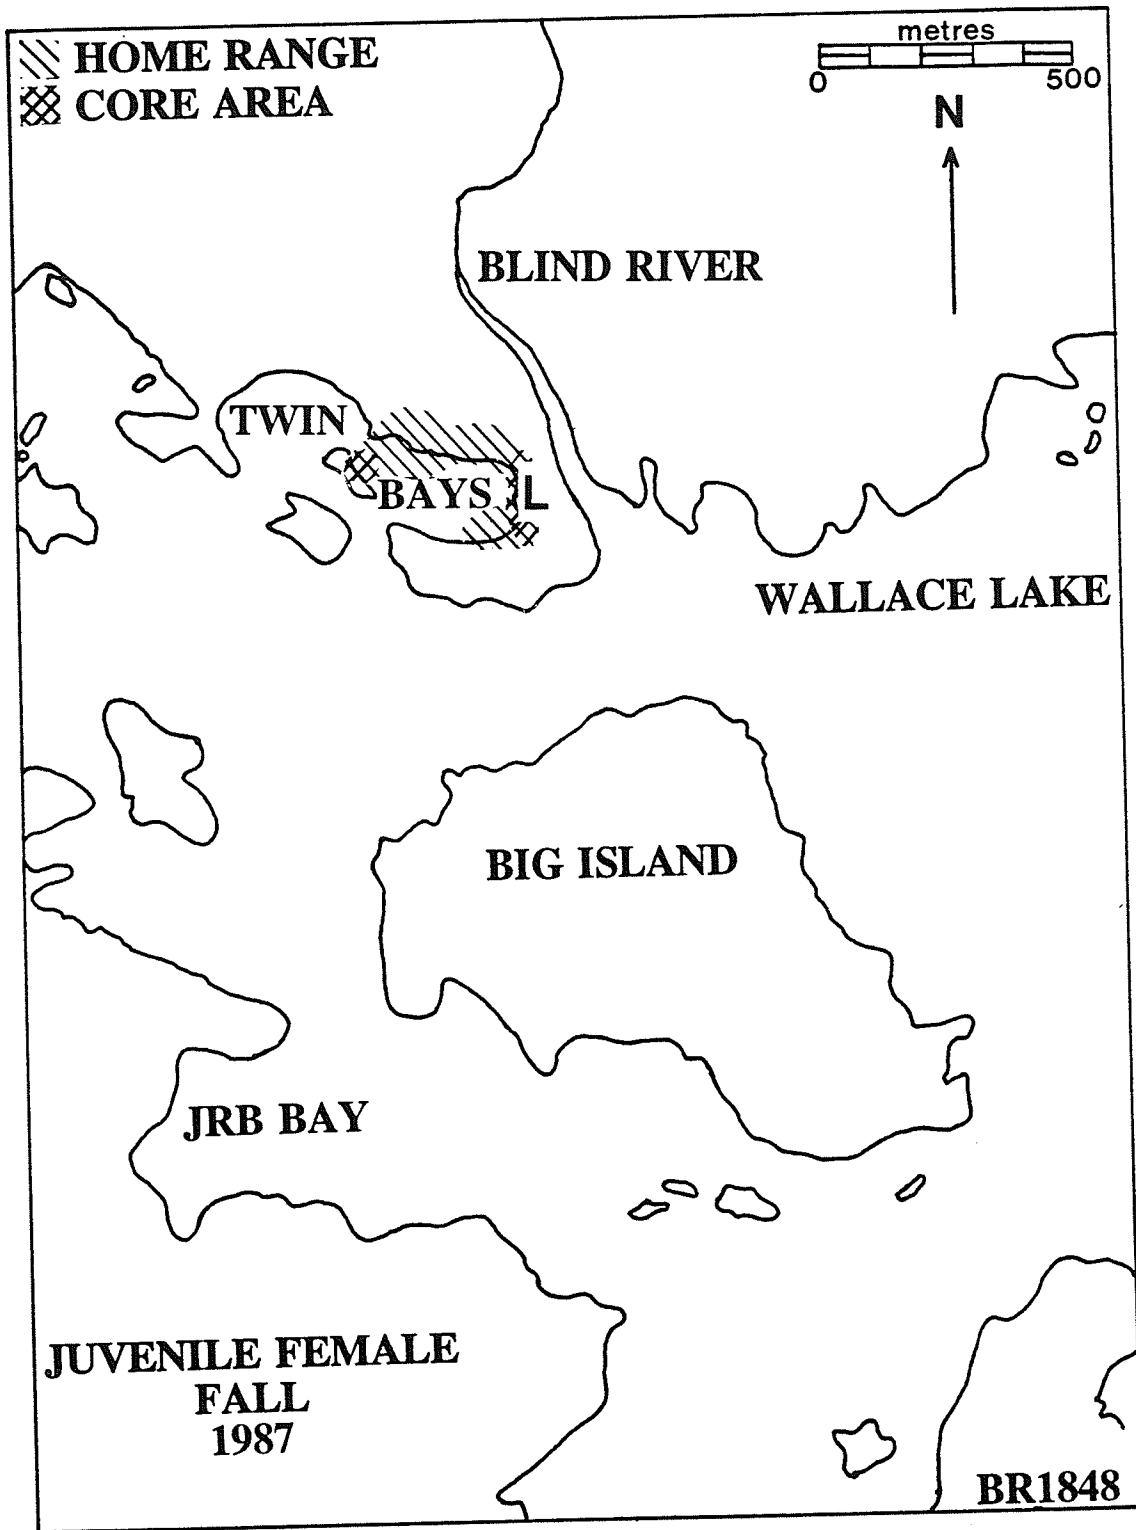 HOME RANGE
CORE AREA
metres
0 500
N
BLIND RIVER
TWIN
BAYS
L
WALLACE LAKE
BIG ISLAND
JRB BAY
JUVENILE FEMALE
FALL
1987
BR1848